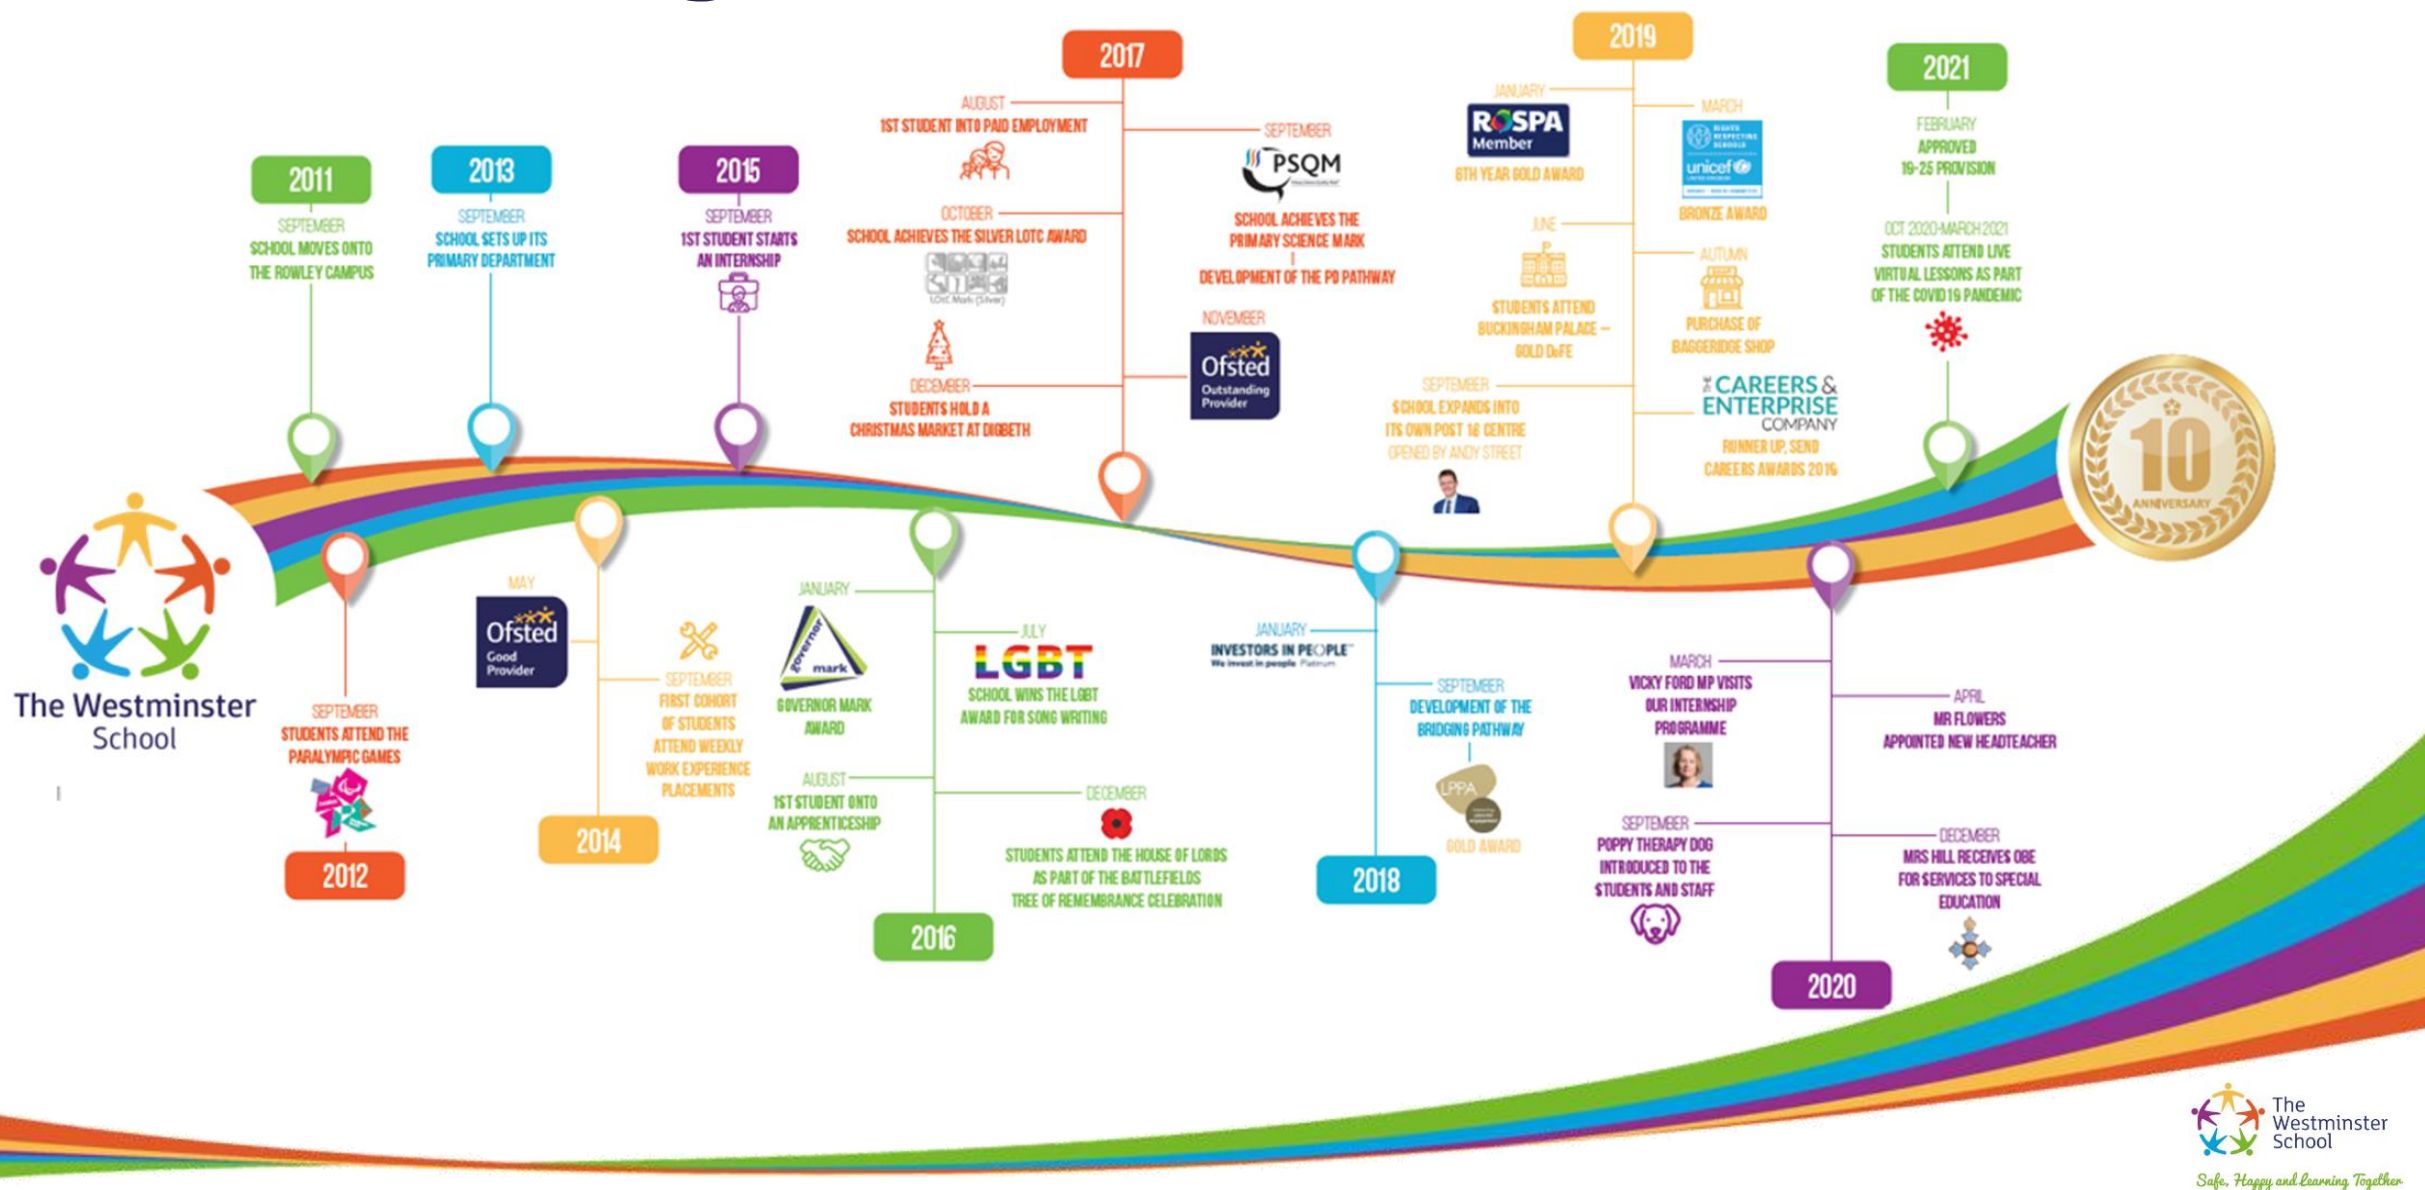 2011
SEPTEMBER
SCHOOL MOVES ONTO
THE ROWLEY CAMPUS
2013
SEPTEMBER
SCHOOL SETS UP ITS
PRIMARY DEPARTMENT
2015
SEPTEMBER
1ST STUDENT STARTS
AN INTERNSHIP
2017
AUGUST
1ST STUDENT INTO PAID EMPLOYMENT
OCTOBER
SCHOOL ACHIEVES THE SILVER LOTC AWARD
LOtC Mark (Silver)
DECEMBER
STUDENTS HOLD A
CHRISTMAS MARKET AT DIGBETH
SEPTEMBER
PSQM
SCHOOL ACHIEVES THE
PRIMARY SCIENCE MARK
DEVELOPMENT OF THE PD PATHWAY
NOVEMBER
Ofsted
Outstanding
Provider
2019
JANUARY
ROSPA
Member
6TH YEAR GOLD AWARD
JUNE
STUDENTS ATTEND
BUCKINGHAM PALACE –
GOLD DofE
SEPTEMBER
SCHOOL EXPANDS INTO
ITS OWN POST 16 CENTRE
OPENED BY ANDY STREET
MARCH
RIGHTS
RESPECTING
SCHOOLS
unicef
UNITED KINGDOM
BRONZE AWARD
AUTUMN
PURCHASE OF
BAGGERIDGE SHOP
THE CAREERS &
ENTERPRISE
COMPANY
RUNNER UP, SEND
CAREERS AWARDS 2019
2021
FEBRUARY
APPROVED
19-25 PROVISION
OCT 2020-MARCH 2021
STUDENTS ATTEND LIVE
VIRTUAL LESSONS AS PART
OF THE COVID19 PANDEMIC
10
ANNIVERSARY
The Westminster
School
SEPTEMBER
STUDENTS ATTEND THE
PARALYMPIC GAMES
2012
MAY
Ofsted
Good
Provider
SEPTEMBER
FIRST COHORT
OF STUDENTS
ATTEND WEEKLY
WORK EXPERIENCE
PLACEMENTS
2014
JANUARY
governor
mark
GOVERNOR MARK
AWARD
AUGUST
1ST STUDENT ONTO
AN APPRENTICESHIP
JULY
LGBT
SCHOOL WINS THE LGBT
AWARD FOR SONG WRITING
DECEMBER
STUDENTS ATTEND THE HOUSE OF LORDS
AS PART OF THE BATTLEFIELDS
TREE OF REMEMBRANCE CELEBRATION
2016
JANUARY
INVESTORS IN PEOPLE™
We invest in people Platinum
SEPTEMBER
DEVELOPMENT OF THE
BRIDGING PATHWAY
LPPA
GOLD AWARD
2018
MARCH
VICKY FORD MP VISITS
OUR INTERNSHIP
PROGRAMME
SEPTEMBER
POPPY THERAPY DOG
INTRODUCED TO THE
STUDENTS AND STAFF
APRIL
MR FLOWERS
APPOINTED NEW HEADTEACHER
DECEMBER
MRS HILL RECEIVES OBE
FOR SERVICES TO SPECIAL
EDUCATION
2020
The
Westminster
School
Safe, Happy and Learning Together